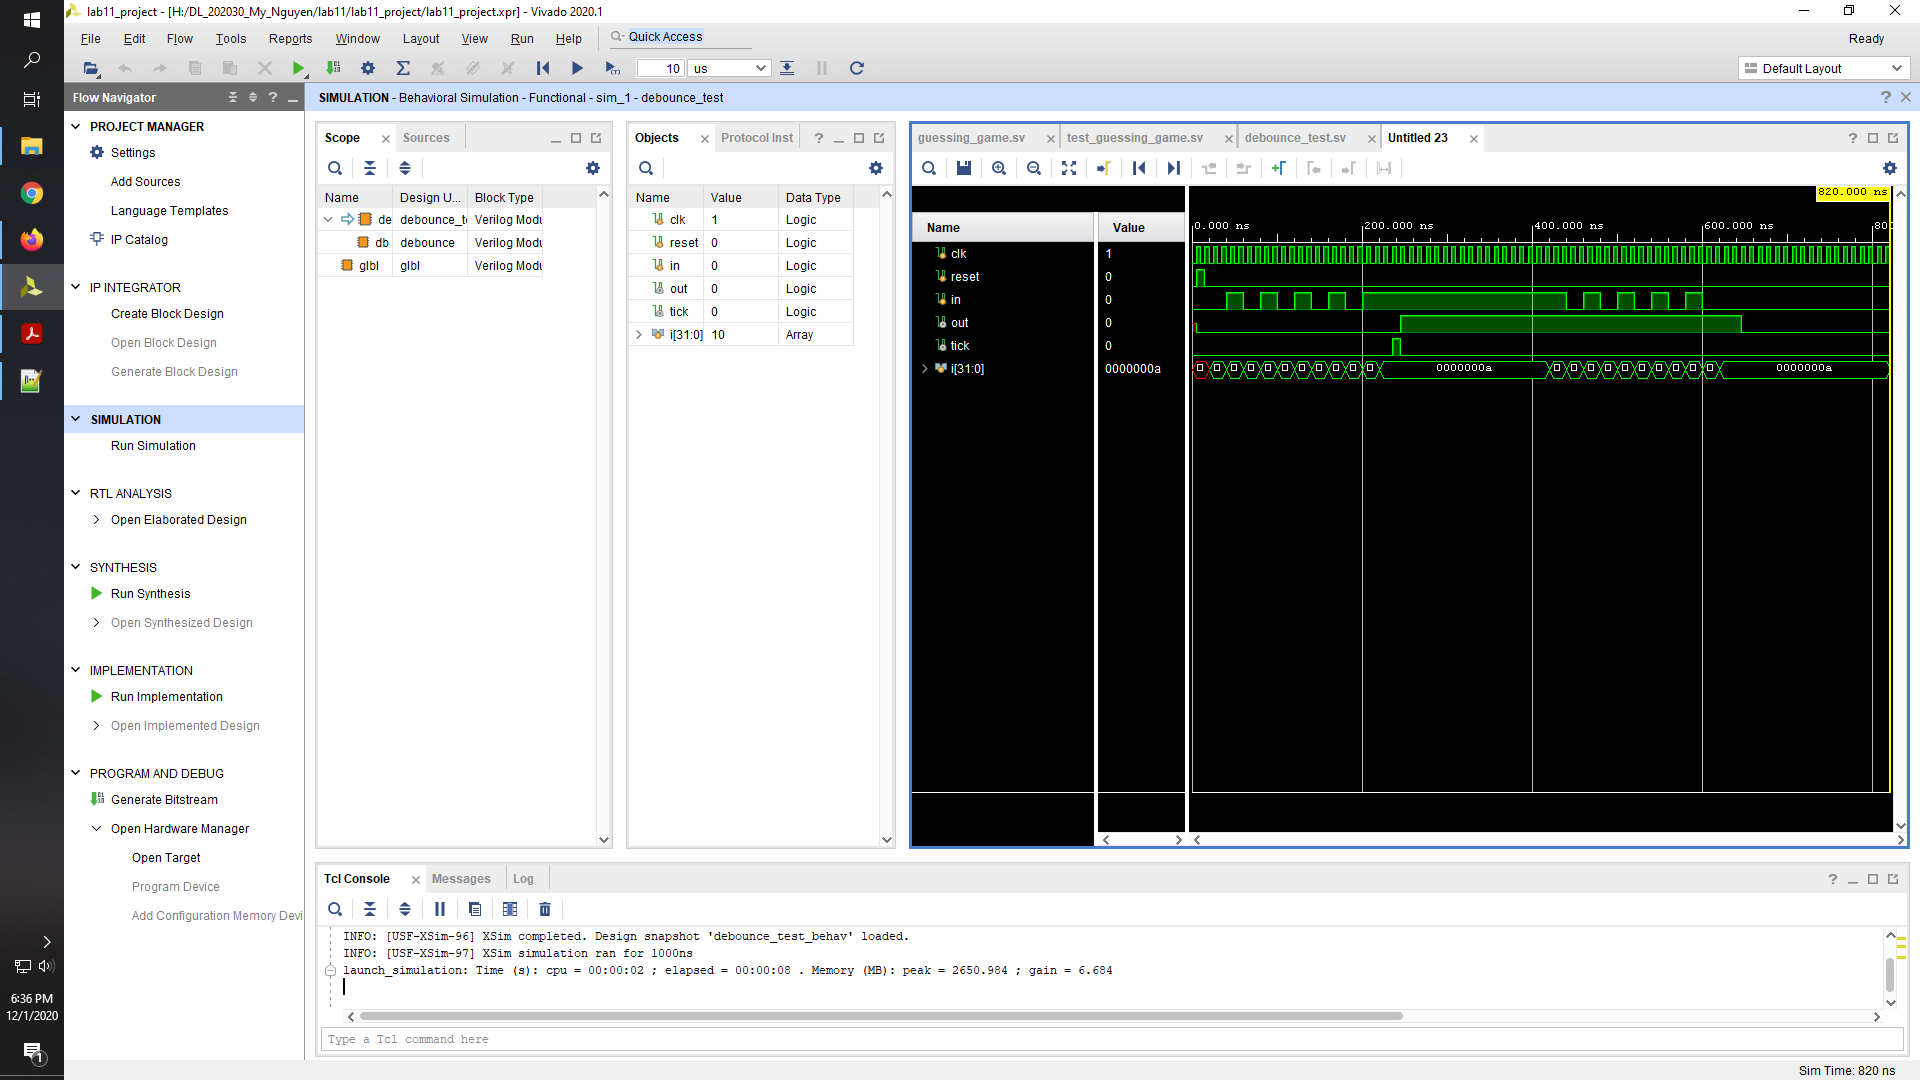 lab11_project - [H:/DL_202030_My_Nguyen/lab11/lab11_project/lab11_project.xpr] - Vivado 2020.1
File Edit Flow Tools Reports Window Layout View Run Help Quick Access Ready
10 us Default Layout
Flow Navigator
SIMULATION - Behavioral Simulation - Functional - sim_1 - debounce_test
PROJECT MANAGER
Settings
Add Sources
Language Templates
IP Catalog
IP INTEGRATOR
Create Block Design
Open Block Design
Generate Block Design
SIMULATION
Run Simulation
RTL ANALYSIS
Open Elaborated Design
SYNTHESIS
Run Synthesis
Open Synthesized Design
IMPLEMENTATION
Run Implementation
Open Implemented Design
PROGRAM AND DEBUG
Generate Bitstream
Open Hardware Manager
Open Target
Program Device
Add Configuration Memory Devi
Scope Sources
Name Design U... Block Type
de debounce_t Verilog Modu
db debounce Verilog Modu
glbl glbl Verilog Modu
Objects Protocol Inst
Name Value Data Type
clk 1 Logic
reset 0 Logic
in 0 Logic
out 0 Logic
tick 0 Logic
i[31:0] 10 Array
guessing_game.sv test_guessing_game.sv debounce_test.sv Untitled 23
820.000 ns
Name Value
0.000 ns 200.000 ns 400.000 ns 600.000 ns 800
clk 1
reset 0
in 0
out 0
tick 0
i[31:0] 0000000a 0000000a 0000000a
Tcl Console Messages Log
INFO: [USF-XSim-96] XSim completed. Design snapshot 'debounce_test_behav' loaded.
INFO: [USF-XSim-97] XSim simulation ran for 1000ns
launch_simulation: Time (s): cpu = 00:00:02 ; elapsed = 00:00:08 . Memory (MB): peak = 2650.984 ; gain = 6.684
Type a Tcl command here
Sim Time: 820 ns
6:36 PM
12/1/2020
1